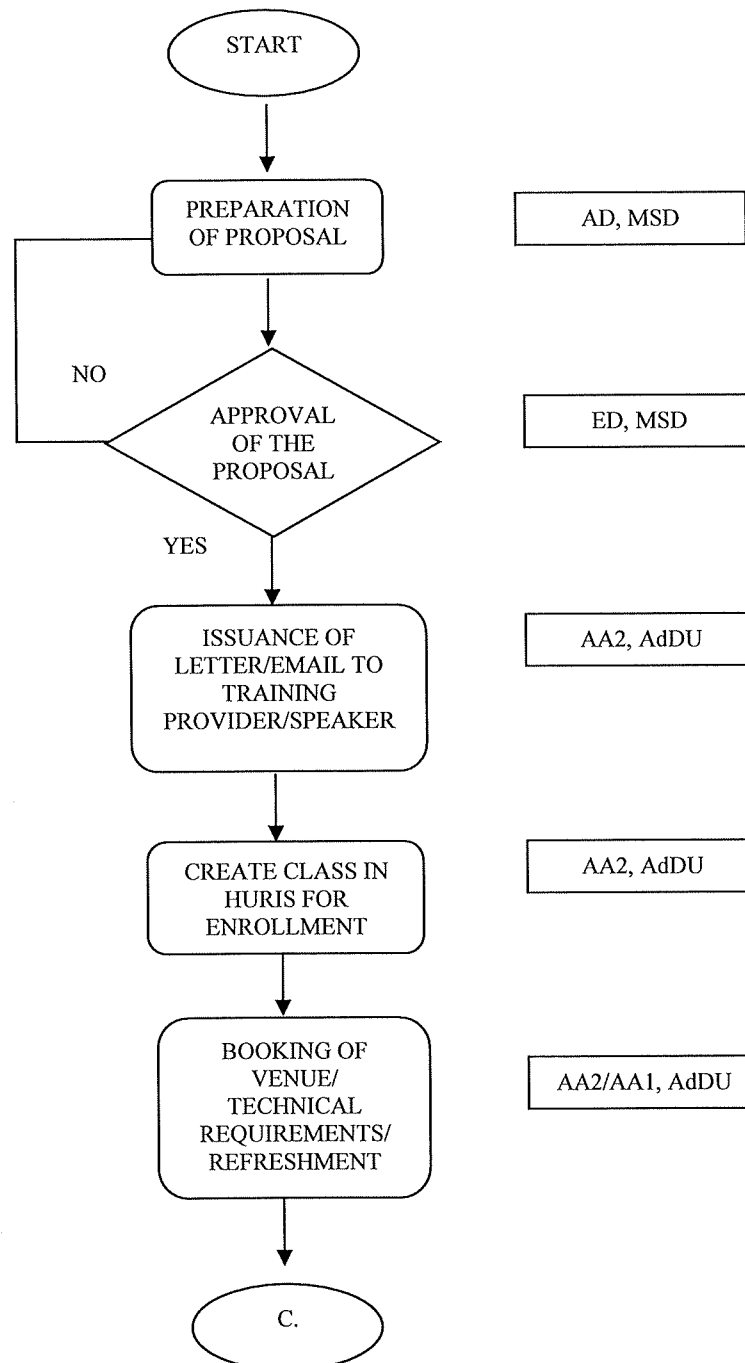 START
PREPARATION
OF PROPOSAL
AD, MSD
NO
APPROVAL
OF THE
PROPOSAL
ED, MSD
YES
ISSUANCE OF
LETTER/EMAIL TO
TRAINING
PROVIDER/SPEAKER
AA2, AdDU
CREATE CLASS IN
HURIS FOR
ENROLLMENT
AA2, AdDU
BOOKING OF
VENUE/
TECHNICAL
REQUIREMENTS/
REFRESHMENT
AA2/AA1, AdDU
C.